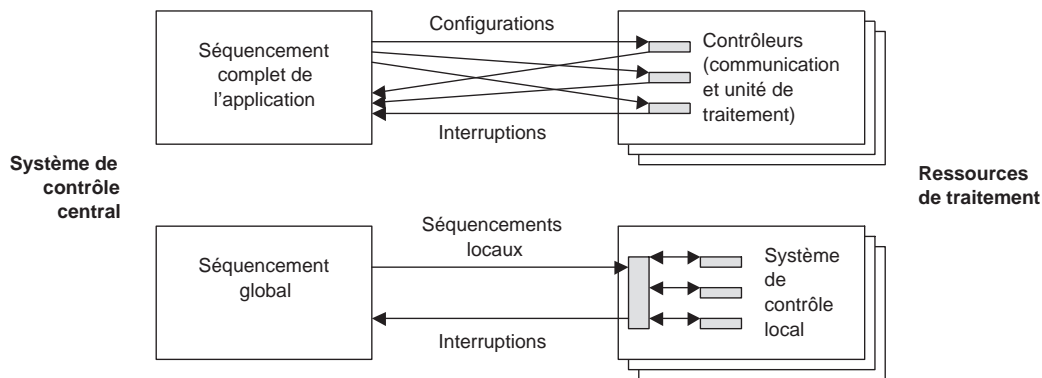 Configurations
Séquencement
complet de
l'application
Contrôleurs
(communication
et unité de
traitement)
Interruptions
Système de
contrôle
central
Ressources
de traitement
Séquencements
locaux
Séquencement
global
Système
de
contrôle
local
Interruptions